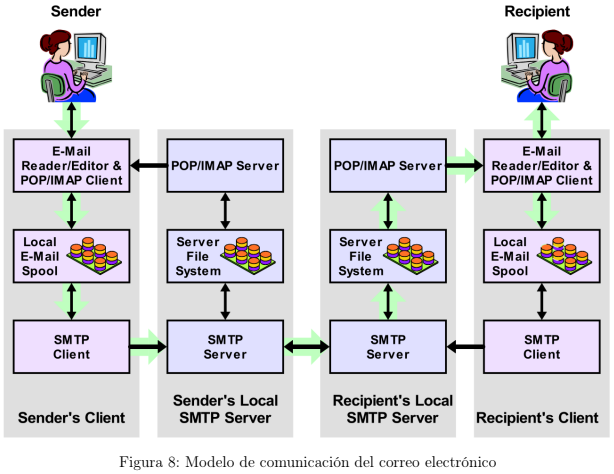 Sender
Recipient
E-Mail
Reader/Editor &
POP/IMAP Client
POP/IMAP Server
POP/IMAP Server
E-Mail
Reader/Editor &
POP/IMAP Client
Local
E-Mail
Spool
Server
File
System
Server
File
System
Local
E-Mail
Spool
SMTP
Client
SMTP
Server
SMTP
Server
SMTP
Client
Sender's Client
Sender's Local
SMTP Server
Recipient's Local
SMTP Server
Recipient's Client
Figura 8: Modelo de comunicación del correo electrónico